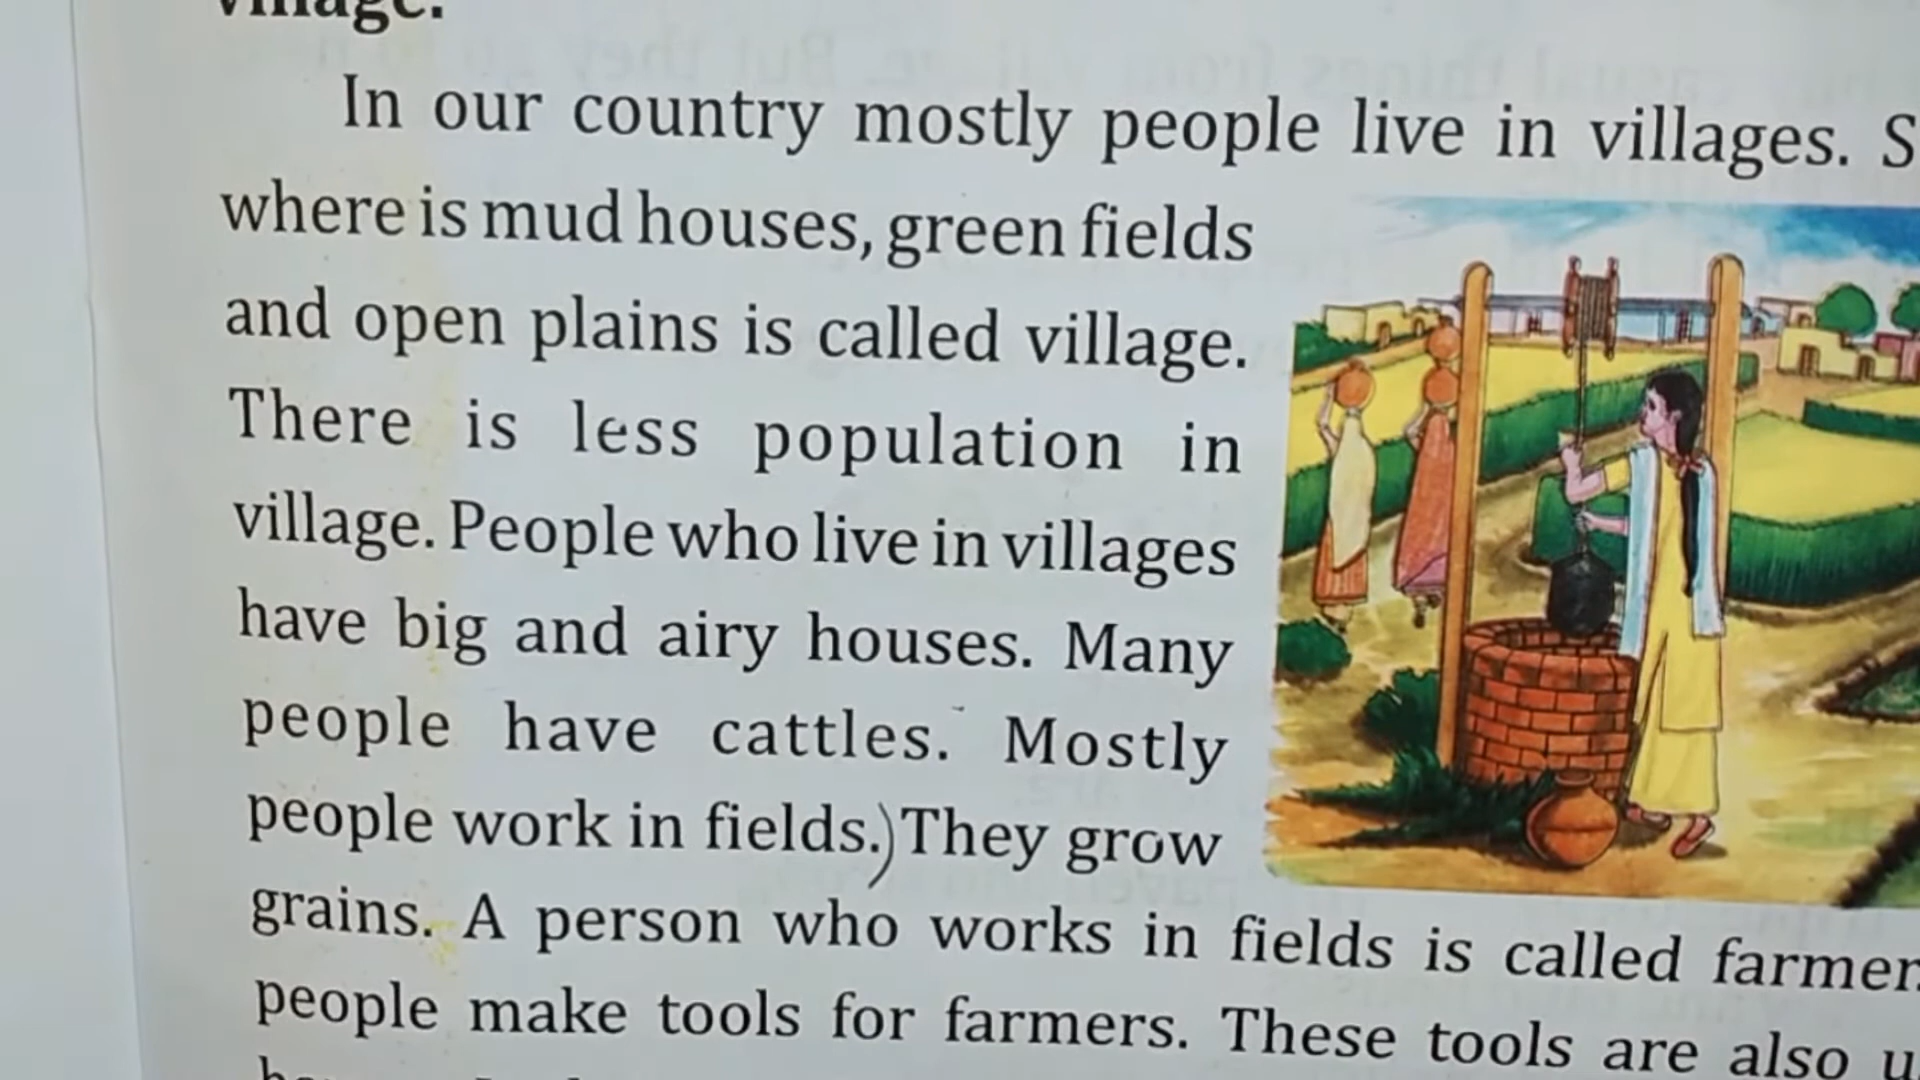 village.
In our country mostly people live in villages.
where is mud houses, green fields
and open plains is called village.
There is less population in
village. People who live in villages
have big and airy houses. Many
people have cattles. Mostly
people work in fields.) They grow
grains. A person who works in fields is called farmer
people make tools for farmers. These tools are also